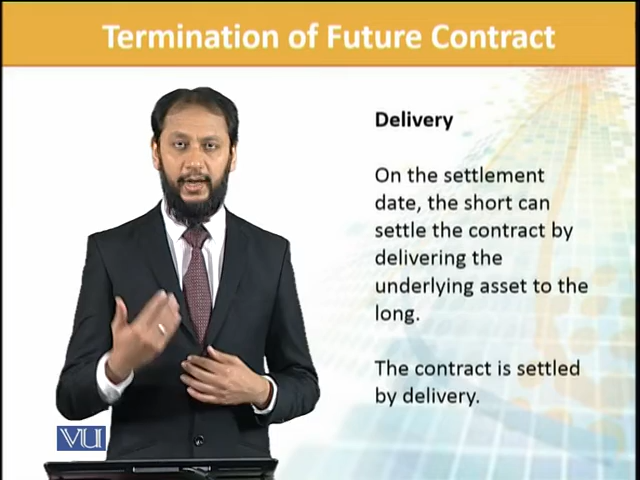 Termination of Future Contract
Delivery
On the settlement
date, the short can
settle the contract by
delivering the
underlying asset to the
long.
The contract is settled
by delivery.
VU